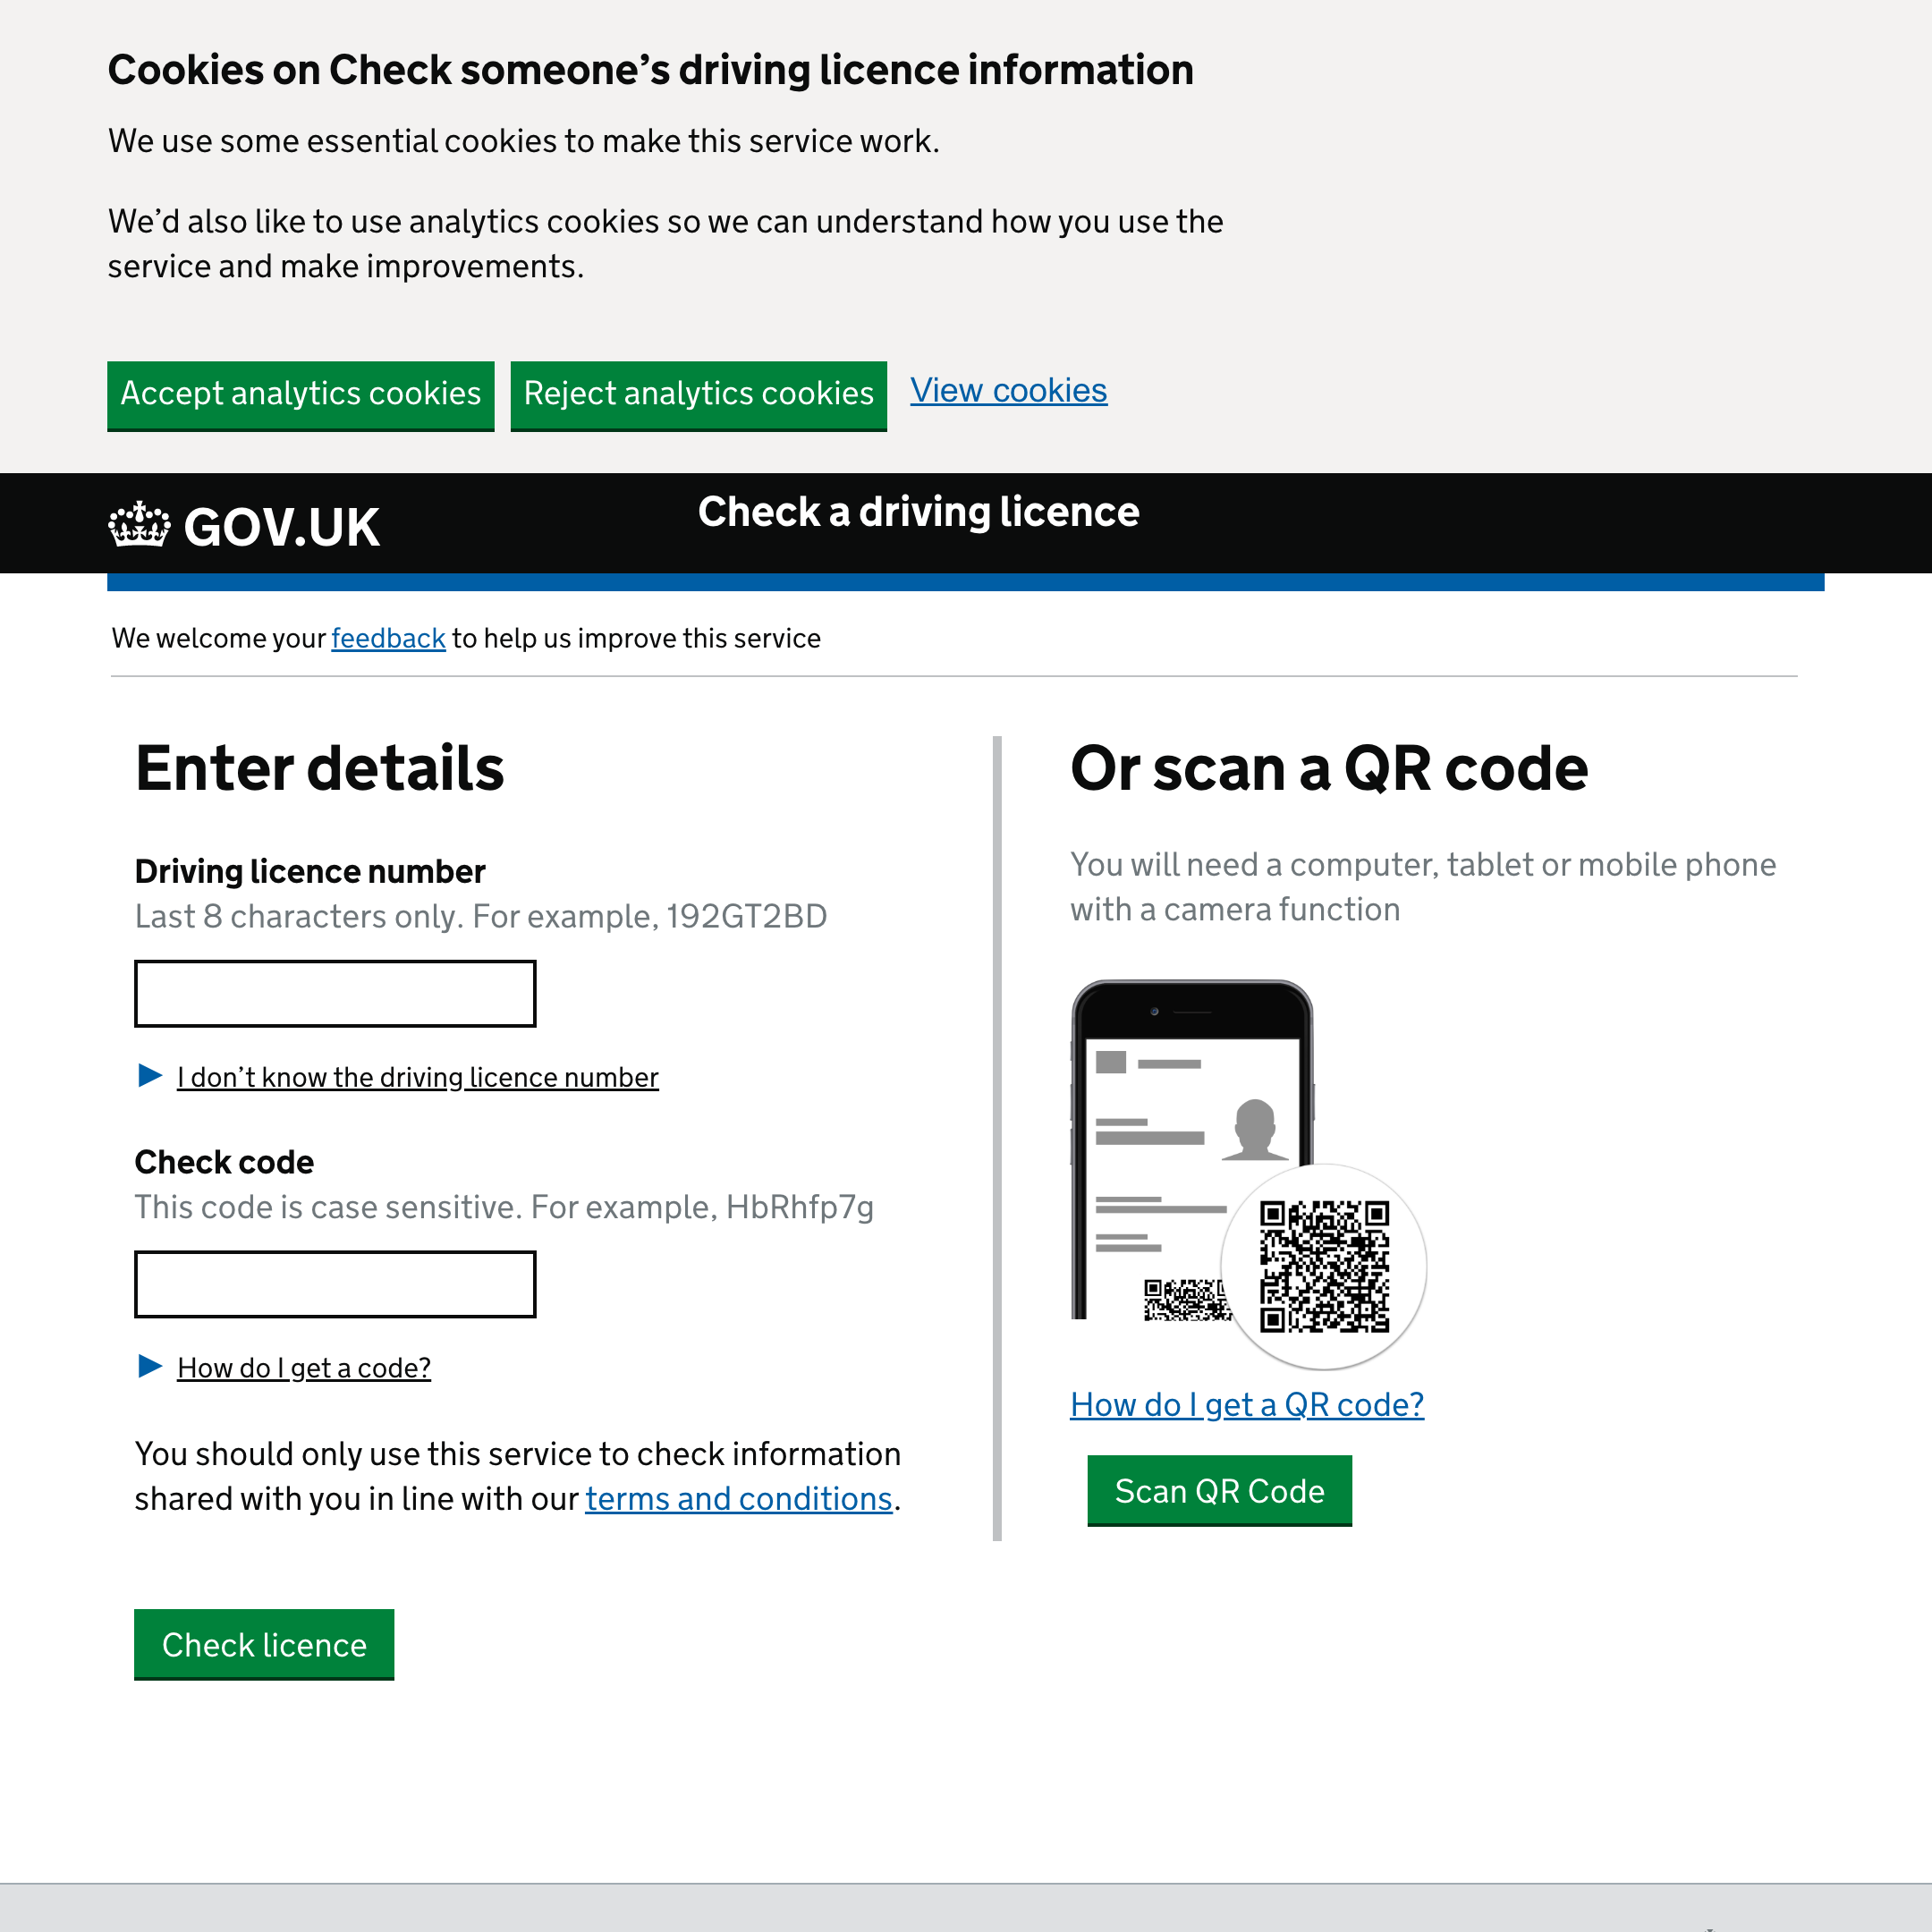 Cookies on Check someone’s driving licence information
We use some essential cookies to make this service work.
We’d also like to use analytics cookies so we can understand how you use the
service and make improvements.
Accept analytics cookies
Reject analytics cookies
View cookies
GOV.UK
Check a driving licence
We welcome your feedback to help us improve this service
Enter details
Driving licence number
Last 8 characters only. For example, 192GT2BD
I don’t know the driving licence number
Check code
This code is case sensitive. For example, HbRhfp7g
How do I get a code?
You should only use this service to check information
shared with you in line with our terms and conditions.
Check licence
Or scan a QR code
You will need a computer, tablet or mobile phone
with a camera function
How do I get a QR code?
Scan QR Code